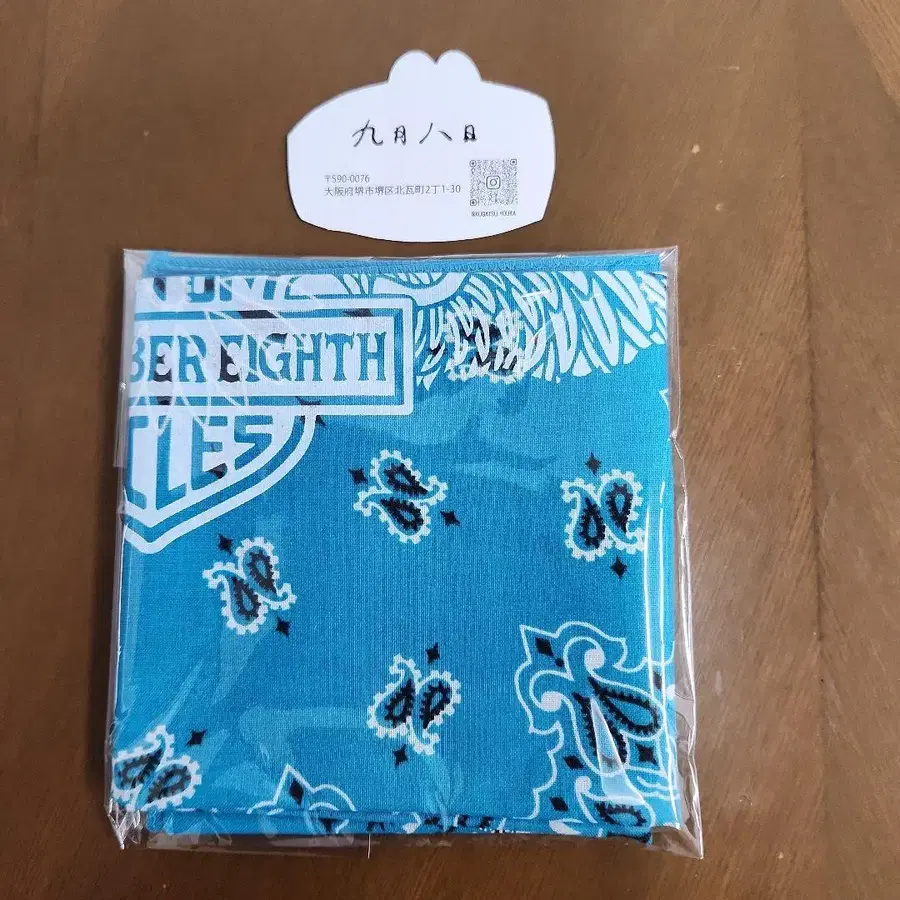 九月八日
〒590-0076
大阪府堺市堺区北瓦町2丁1-30
BER EIGHTH
CLES